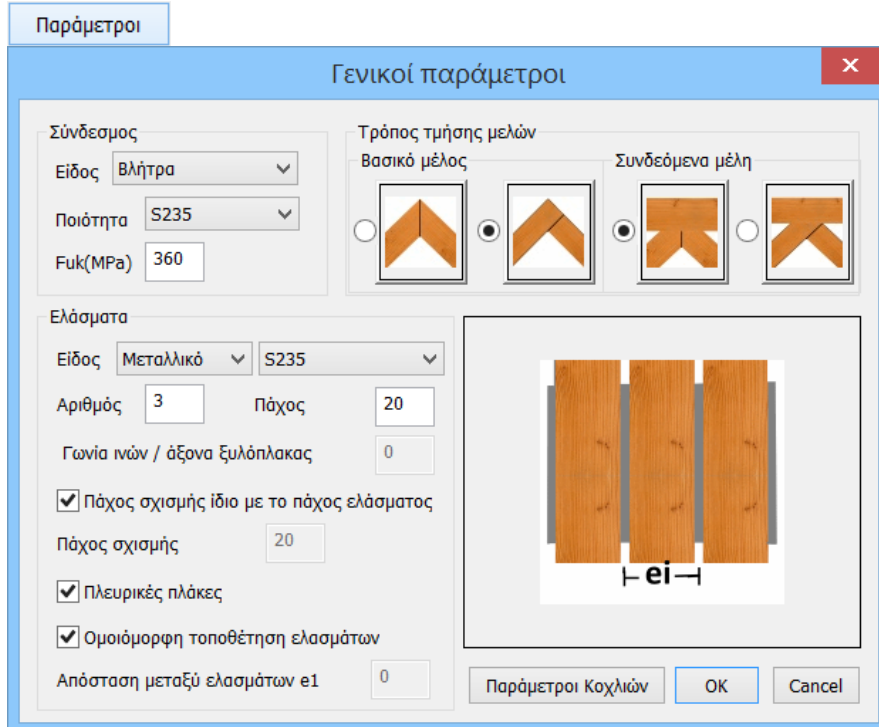 Παράμετροι
Γενικοί παράμετροι
Σύνδεσμος
Είδος Βλήτρα
Ποιότητα S235
Fuk(MPa) 360
Τρόπος τμήσης μελών
Βασικό μέλος Συνδεόμενα μέλη
Ελάσματα
Είδος Μεταλλικό S235
Αριθμός 3 Πάχος 20
Γωνία ινών / άξονα ξυλόπλακας 0
Πάχος σχισμής ίδιο με το πάχος ελάσματος
Πάχος σχισμής 20
Πλευρικές πλάκες
Ομοιόμορφη τοποθέτηση ελασμάτων
Απόσταση μεταξύ ελασμάτων e1 0
ei
Παράμετροι Κοχλιών OK Cancel